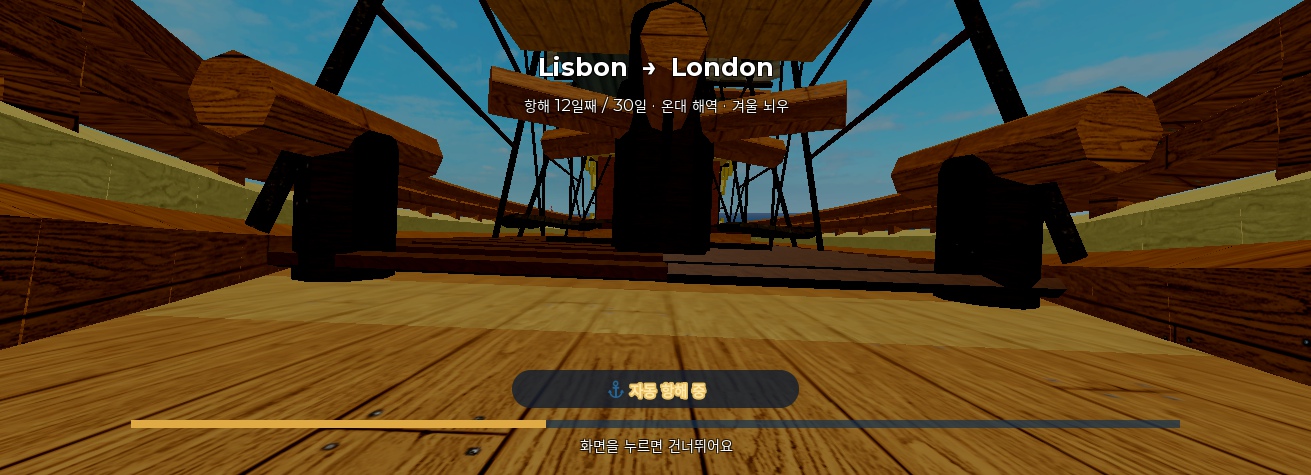 Lisbon → London
항해 12일째 / 30일 · 온대 해역 · 겨울 뇌우
⚓ 자동 항해 중
화면을 누르면 건너뛰어요